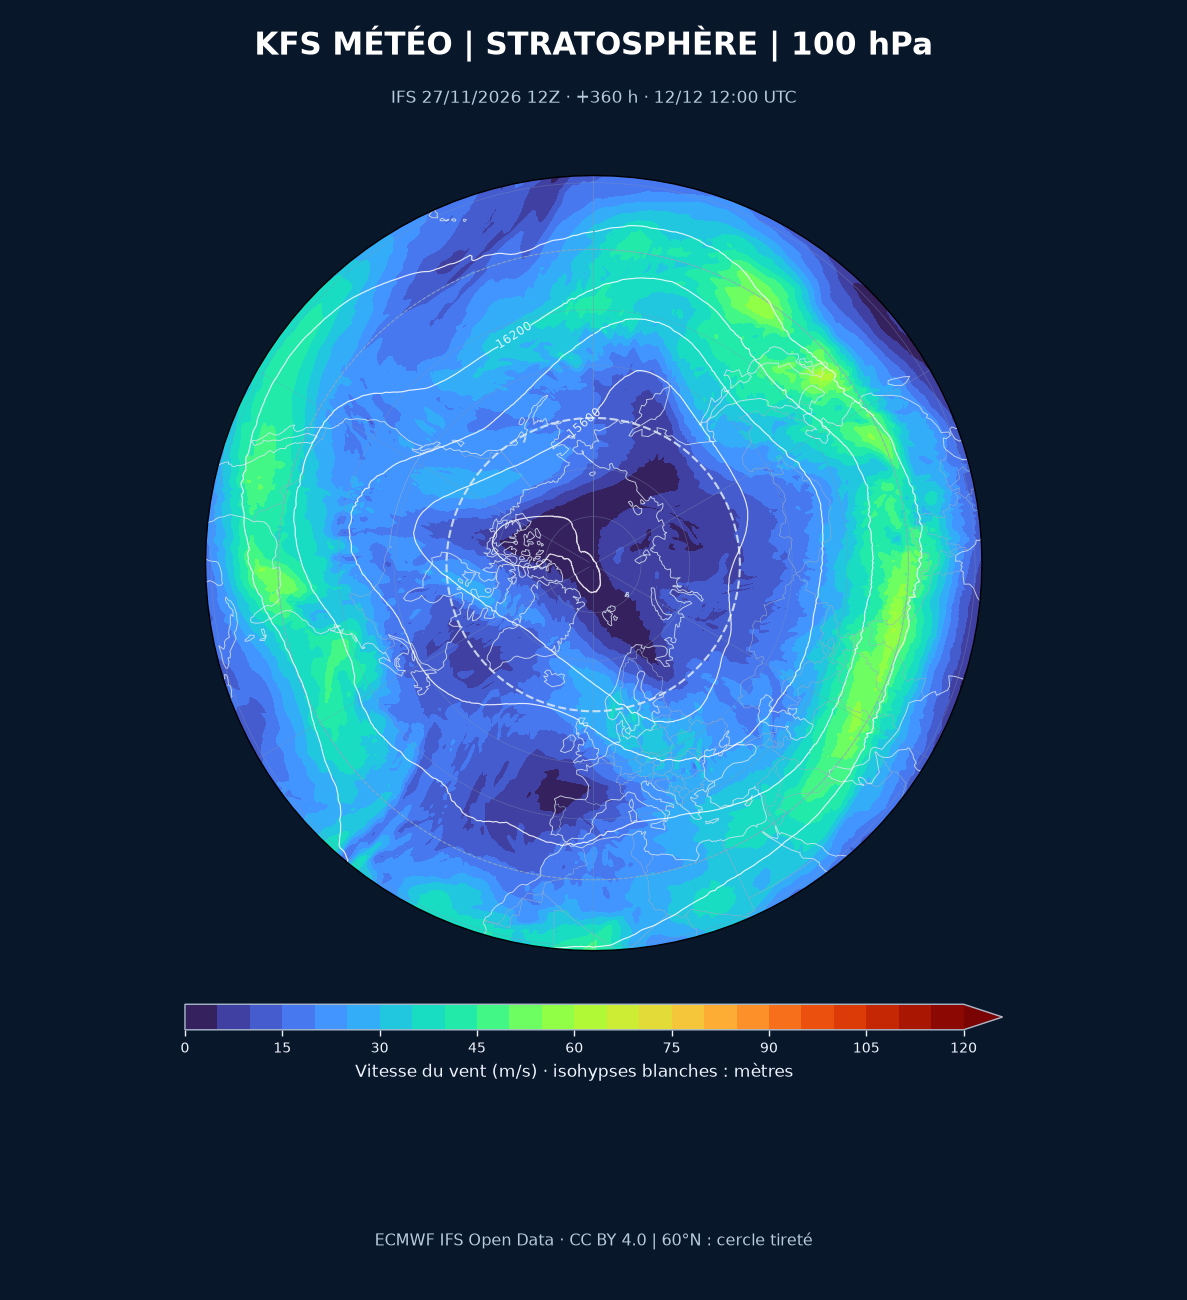 KFS MÉTÉO | STRATOSPHÈRE | 100 hPa
IFS 27/11/2026 12Z · +360 h · 12/12 12:00 UTC
16200
15600
0 15 30 45 60 75 90 105 120
Vitesse du vent (m/s) · isohypses blanches : mètres
ECMWF IFS Open Data · CC BY 4.0 | 60°N : cercle tireté